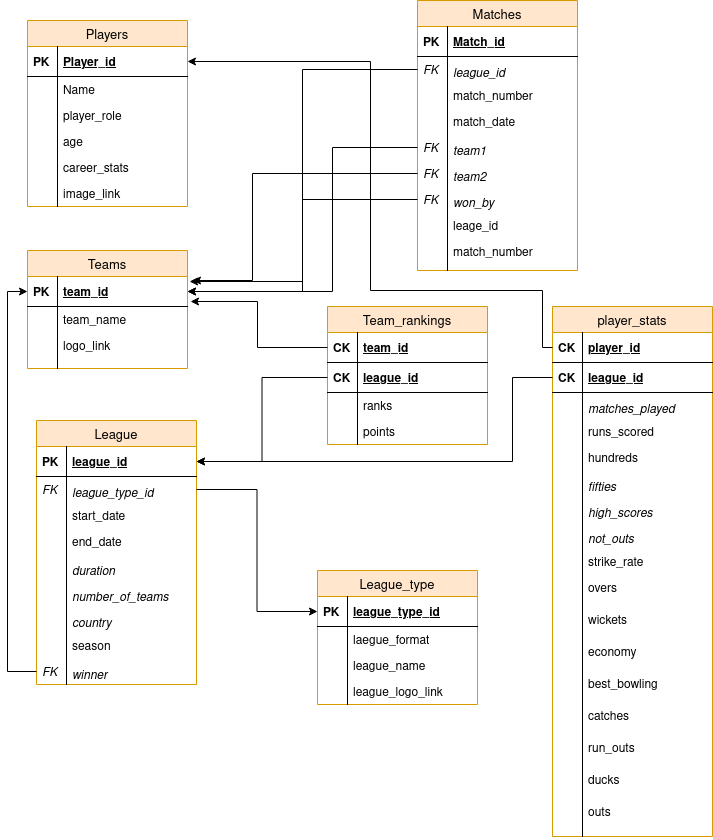 Players
PK Player_id
Name
player_role
age
career_stats
image_link
Matches
PK Match_id
FK league_id
match_number
match_date
FK team1
FK team2
FK won_by
leage_id
match_number
Teams
PK team_id
team_name
logo_link
Team_rankings
CK team_id
CK league_id
ranks
points
player_stats
CK player_id
CK league_id
matches_played
runs_scored
hundreds
fifties
high_scores
not_outs
strike_rate
overs
wickets
economy
best_bowling
catches
run_outs
ducks
outs
League
PK league_id
FK league_type_id
start_date
end_date
duration
number_of_teams
country
season
FK winner
League_type
PK league_type_id
laegue_format
league_name
league_logo_link